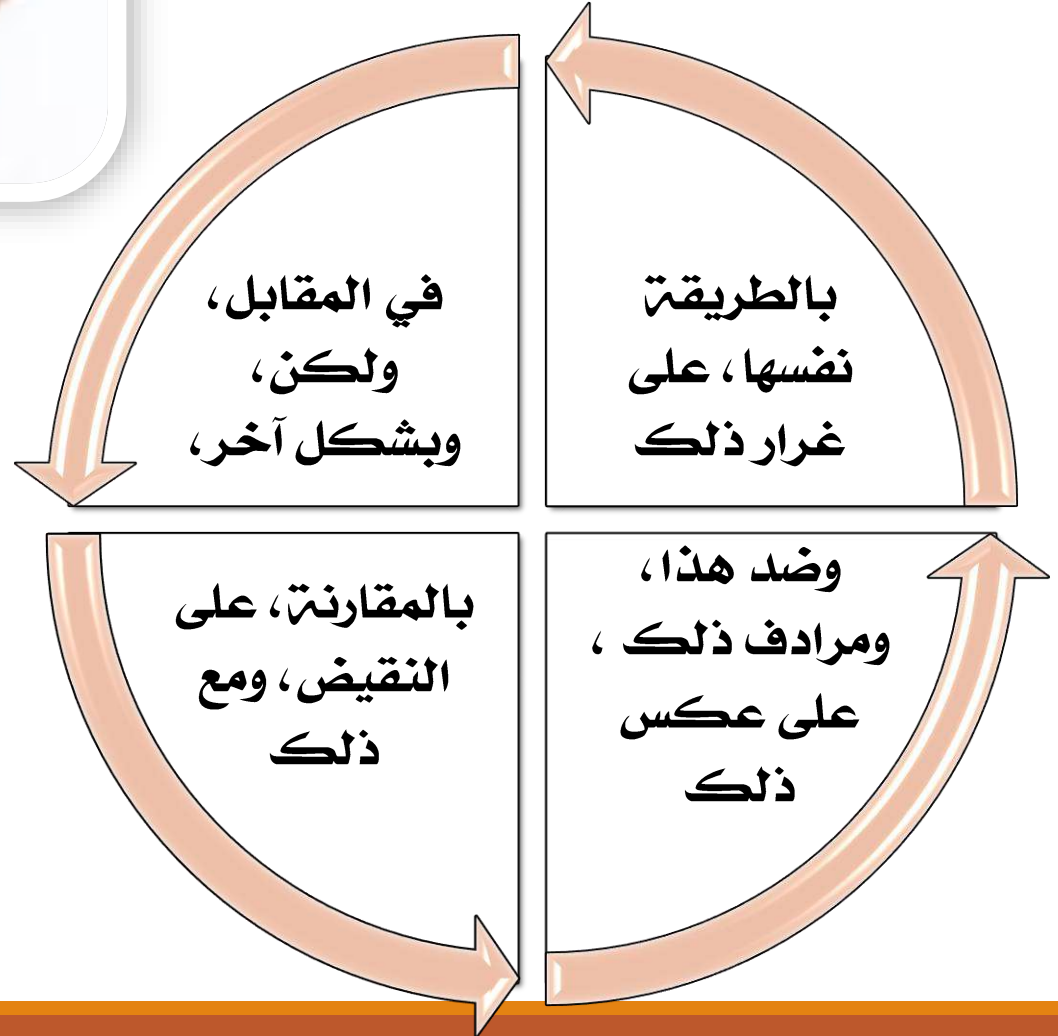 بالطريقة
نفسها، على
غرار ذلك
في المقابل،
ولكن،
وبشكل آخر،
بالمقارنة، على
النقيض، ومع
ذلك
وضد هذا،
ومرادف ذلك ،
على عكس
ذلك